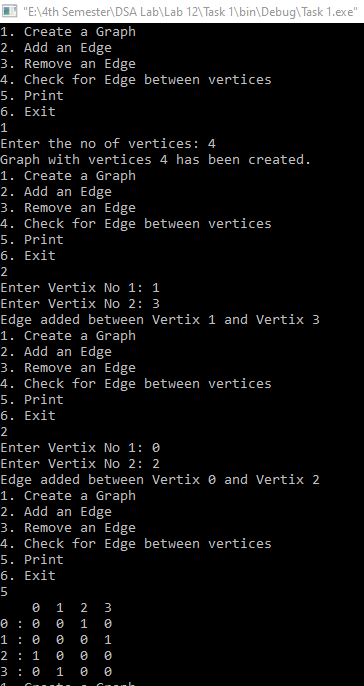 "E:\4th Semester\DSA Lab\Lab 12\Task 1\bin\Debug\Task 1.exe"
1. Create a Graph
2. Add an Edge
3. Remove an Edge
4. Check for Edge between vertices
5. Print
6. Exit
1
Enter the no of vertices: 4
Graph with vertices 4 has been created.
1. Create a Graph
2. Add an Edge
3. Remove an Edge
4. Check for Edge between vertices
5. Print
6. Exit
2
Enter Vertix No 1: 1
Enter Vertix No 2: 3
Edge added between Vertix 1 and Vertix 3
1. Create a Graph
2. Add an Edge
3. Remove an Edge
4. Check for Edge between vertices
5. Print
6. Exit
2
Enter Vertix No 1: 0
Enter Vertix No 2: 2
Edge added between Vertix 0 and Vertix 2
1. Create a Graph
2. Add an Edge
3. Remove an Edge
4. Check for Edge between vertices
5. Print
6. Exit
5
    0  1  2  3
0 : 0  0  1  0
1 : 0  0  0  1
2 : 1  0  0  0
3 : 0  1  0  0
1. Create a Graph